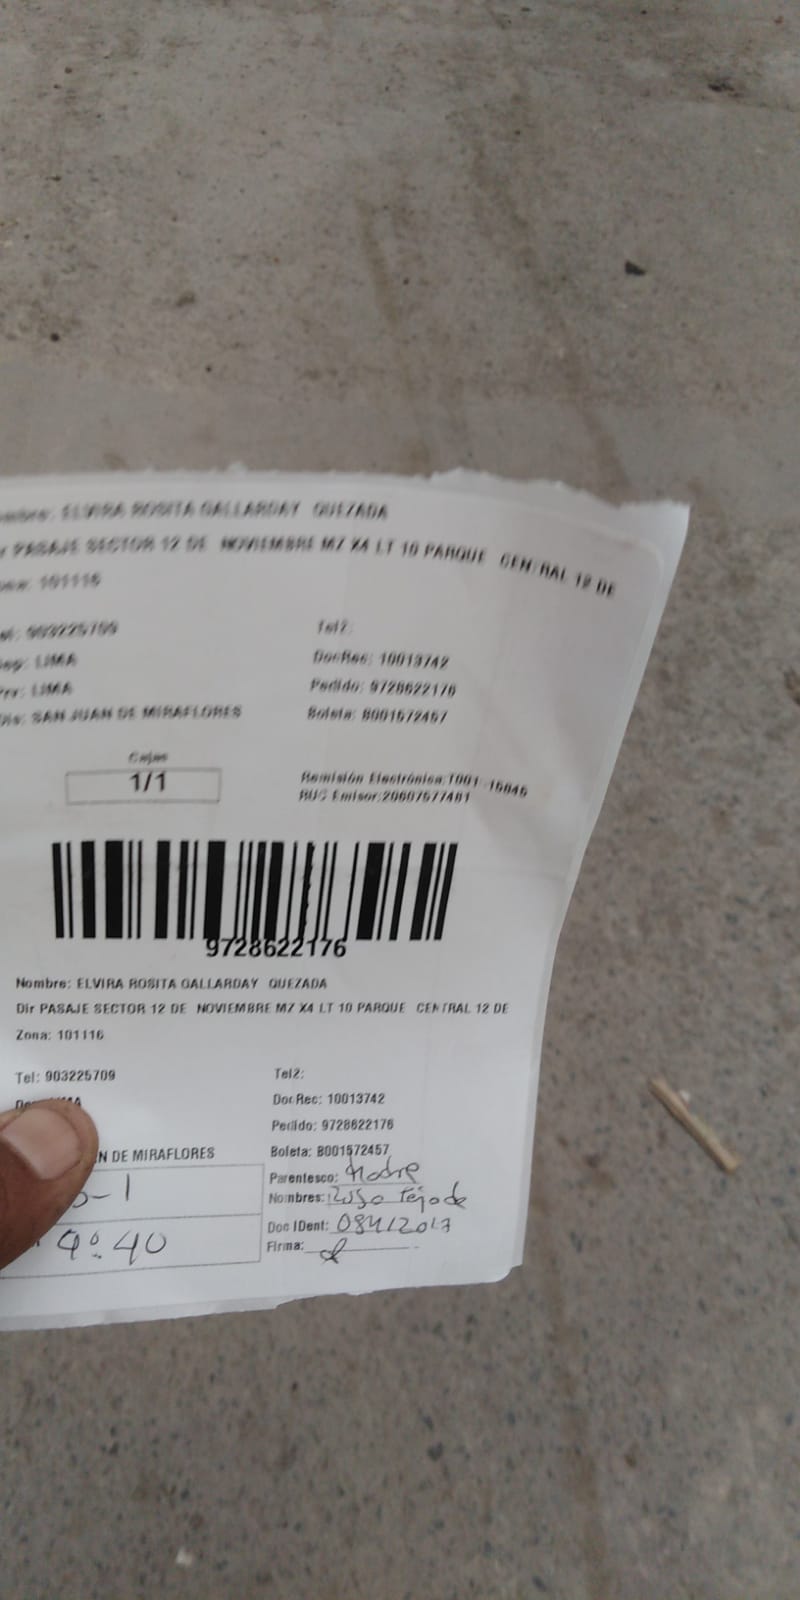 Nombre: ELVIRA ROSITA GALLARDAY QUEZADA
PASAJE SECTOR 12 DE NOVIEMBRE MZ X4 LT 10 PARQUE CENTRAL 12 DE
101116
903225709 Tel2:
LIMA DocRec: 10013742
LIMA Pedido: 9728622176
SAN JUAN DE MIRAFLORES Boleta: B001572457
Cajas
1/1
Remisión Electrónica:T001-15045
RUC Emisor:20607577481
9728622176
Nombre: ELVIRA ROSITA GALLARDAY QUEZADA
Dir PASAJE SECTOR 12 DE NOVIEMBRE MZ X4 LT 10 PARQUE CENTRAL 12 DE
Zona: 101116
Tel: 903225709 Tel2:
DocRec: 10013742
Pedido: 9728622176
N DE MIRAFLORES Boleta: B001572457
Parentesco: Madre
Nombres:
Doc IDent:
4:40 Firma: